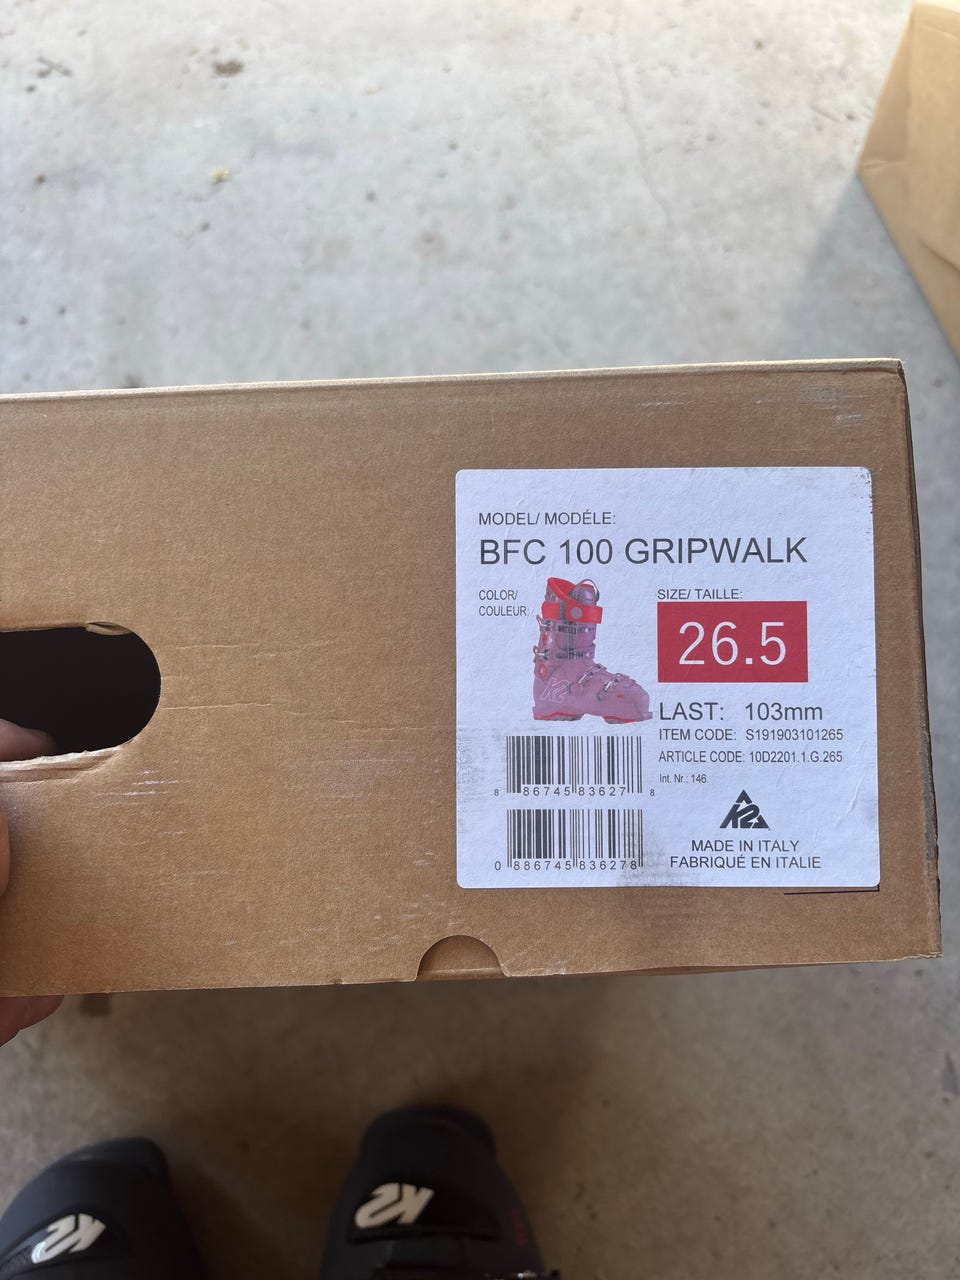 MODEL/ MODÉLE:
BFC 100 GRIPWALK
COLOR/
COULEUR:
K2
SIZE/ TAILLE:
26.5
LAST: 103mm
ITEM CODE: S191903101265
ARTICLE CODE: 10D2201.1.G.265
Int. Nr.: 146
8 86745 83627 8
0 886745 836278
K2
MADE IN ITALY
FABRIQUÉ EN ITALIE
K2
K2